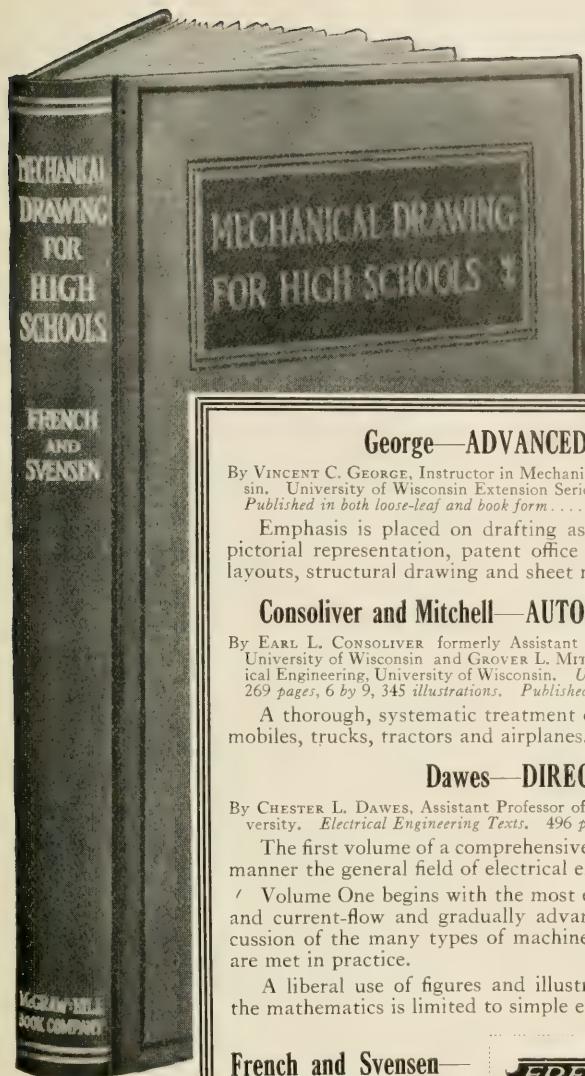 MECHANICAL
DRAWING
FOR
HIGH
SCHOOLS
FRENCH
AND
SVENSEN
McGRAW-HILL
BOOK COMPANY
MECHANICAL DRAWING
FOR HIGH SCHOOLS
George—ADVANCED
By VINCENT C. GEORGE, Instructor in Mechani
sin. University of Wisconsin Extension Serie
Published in both loose-leaf and book form....
Emphasis is placed on drafting as
pictorial representation, patent office
layouts, structural drawing and sheet
Consoliver and Mitchell—AUTO
By EARL L. CONSOLIVER formerly Assistant
University of Wisconsin and GROVER L. MIT
ical Engineering, University of Wisconsin. U
269 pages, 6 by 9, 345 illustrations. Published
A thorough, systematic treatment
mobiles, trucks, tractors and airplanes.
Dawes—DIREC
By CHESTER L. DAWES, Assistant Professor of
versity. Electrical Engineering Texts. 496 p
The first volume of a comprehensive
manner the general field of electrical e
Volume One begins with the most
and current-flow and gradually advan
cussion of the many types of machine
are met in practice.
A liberal use of figures and illustr
the mathematics is limited to simple e
French and Svensen—